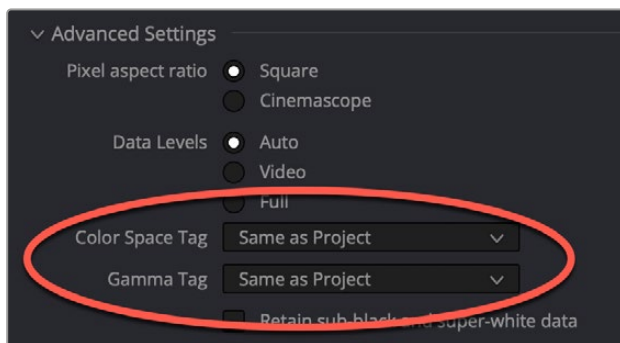 Advanced Settings
Pixel aspect ratio Square
Cinemascope
Data Levels Auto
Video
Full
Color Space Tag Same as Project
Gamma Tag Same as Project
Retain sub-black and super-white data